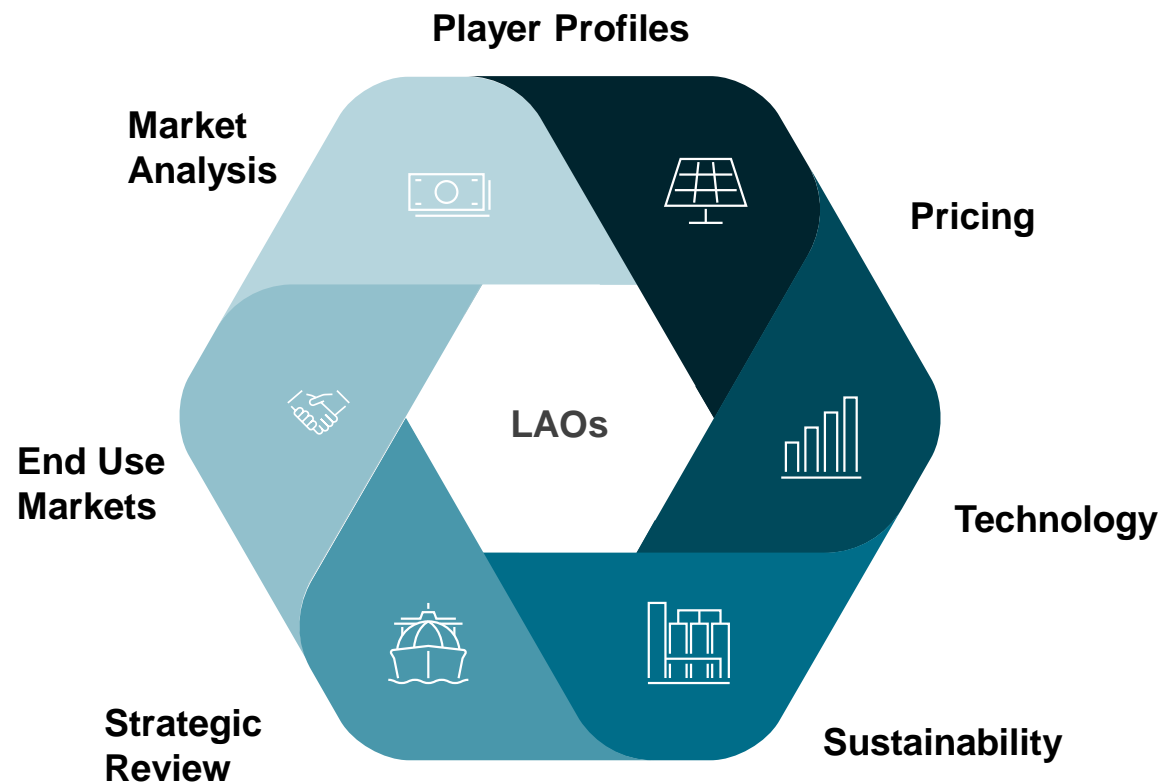 Player Profiles
Market
Analysis
Pricing
LAOs
End Use
Markets
Technology
Strategic
Review
Sustainability